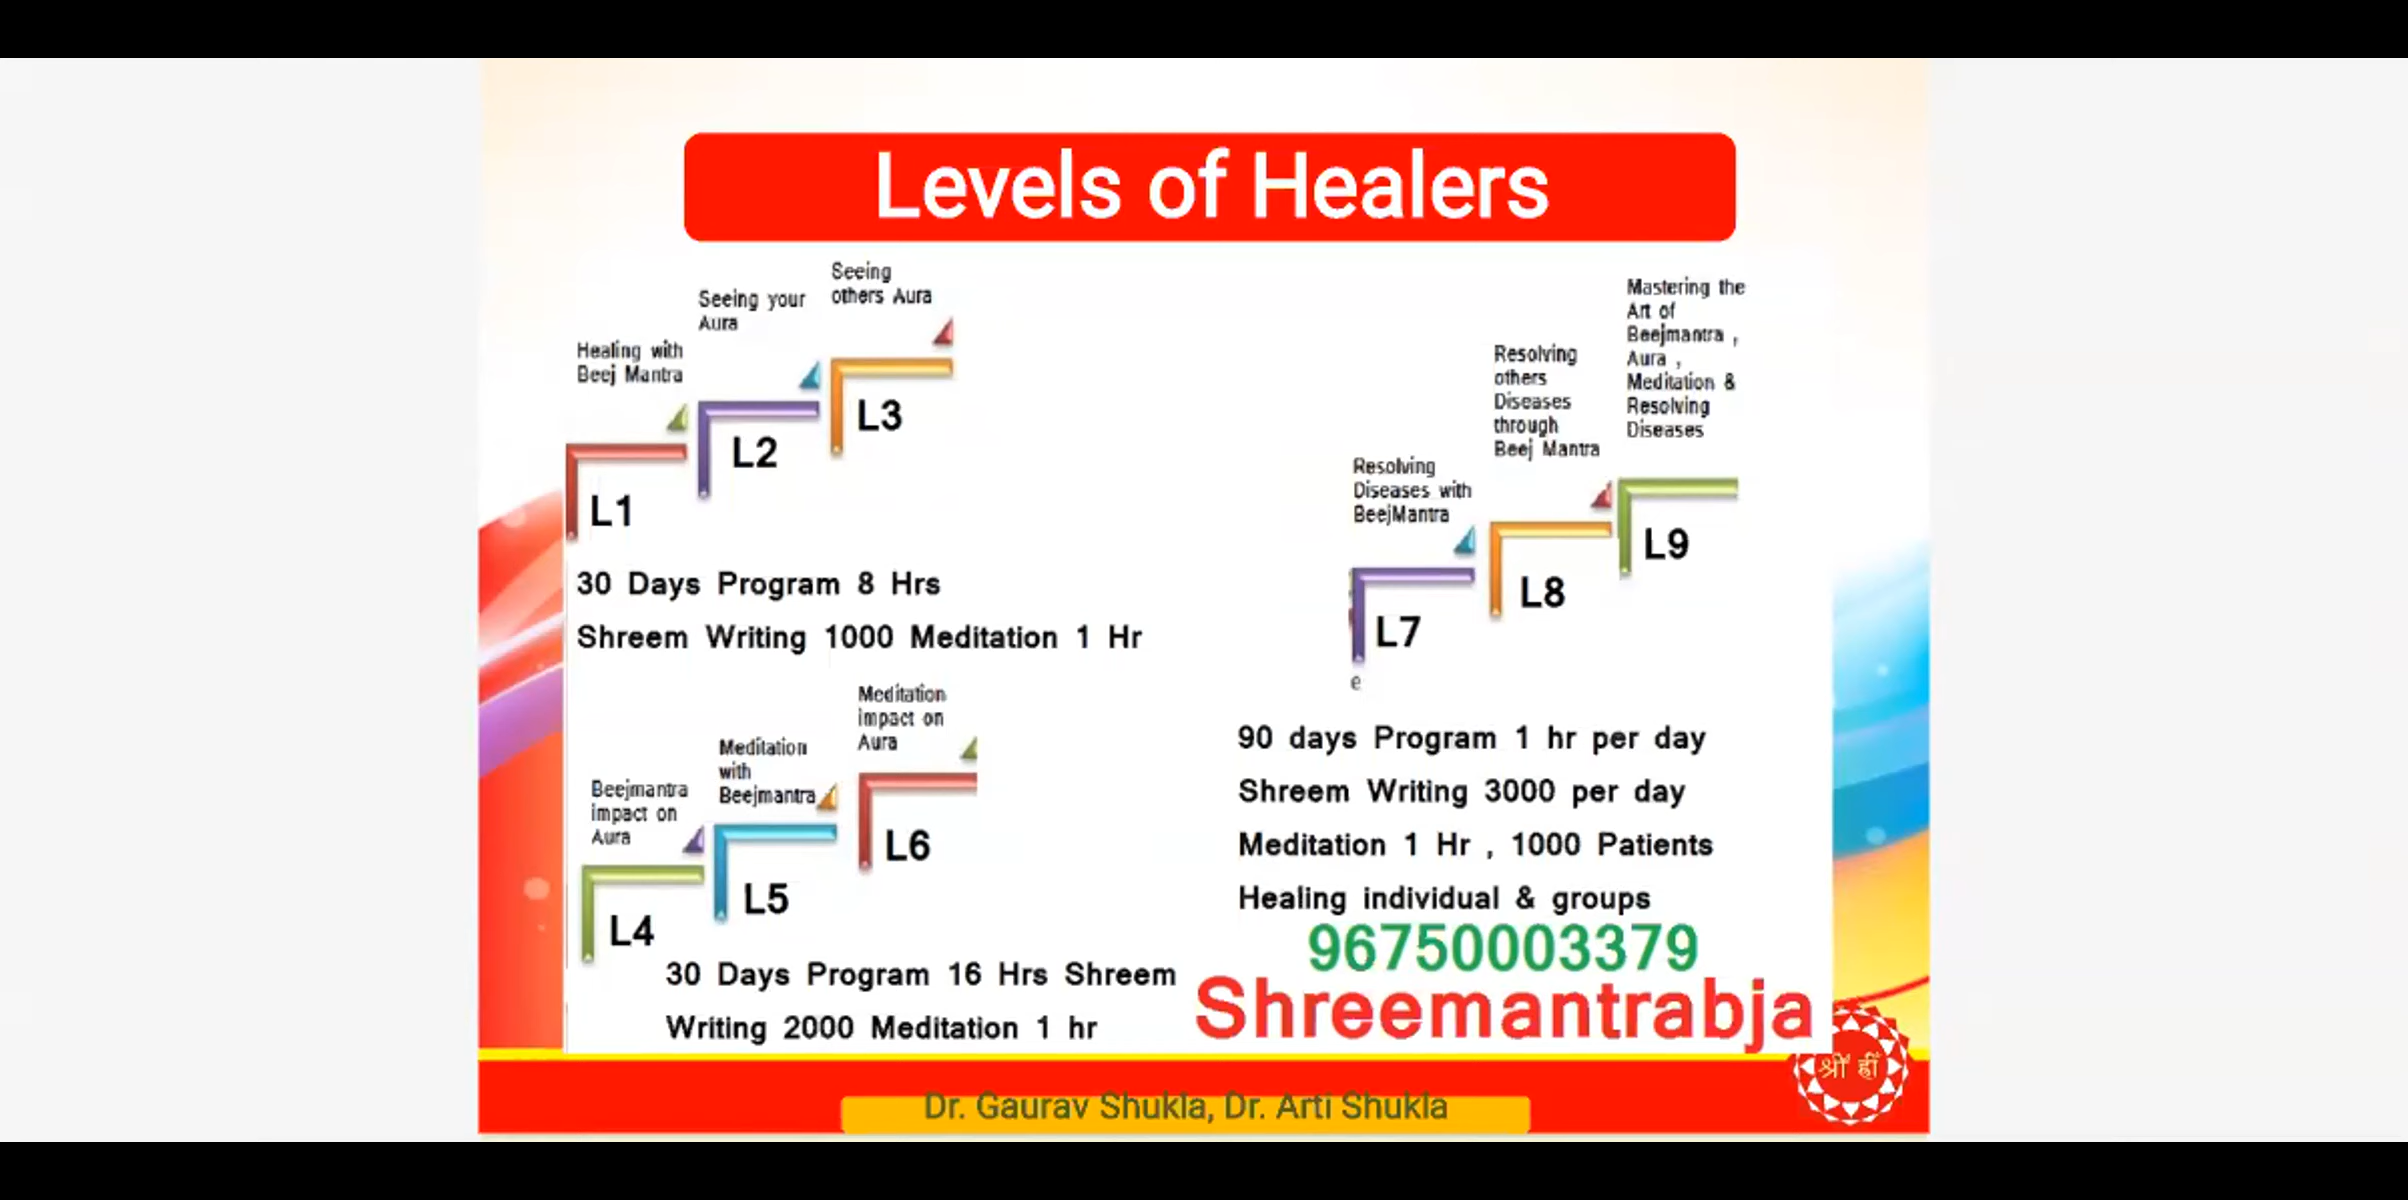 Levels of Healers
Healing with
Beej Mantra
L1
Seeing your
Aura
L2
Seeing
others Aura
L3
30 Days Program 8 Hrs
Shreem Writing 1000 Meditation 1 Hr
Beejmantra
impact on
Aura
L4
Meditation
with
Beejmantra
L5
Meditation
impact on
Aura
L6
30 Days Program 16 Hrs Shreem
Writing 2000 Meditation 1 hr
Resolving
Diseases with
BeejMantra
L7
e
Resolving
others
Diseases
through
Beej Mantra
L8
Mastering the
Art of
Beejmantra ,
Aura ,
Meditation &
Resolving
Diseases
L9
90 days Program 1 hr per day
Shreem Writing 3000 per day
Meditation 1 Hr , 1000 Patients
Healing individual & groups
96750003379
Shreemantrabja
श्रीं ह्रीं
Dr. Gaurav Shukla, Dr. Arti Shukla